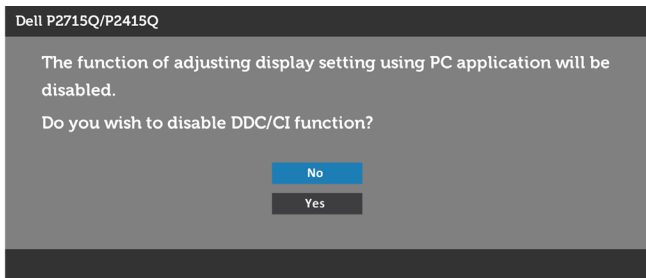 Dell P2715Q/P2415Q
The function of adjusting display setting using PC application will be
disabled.
Do you wish to disable DDC/CI function?
No
Yes